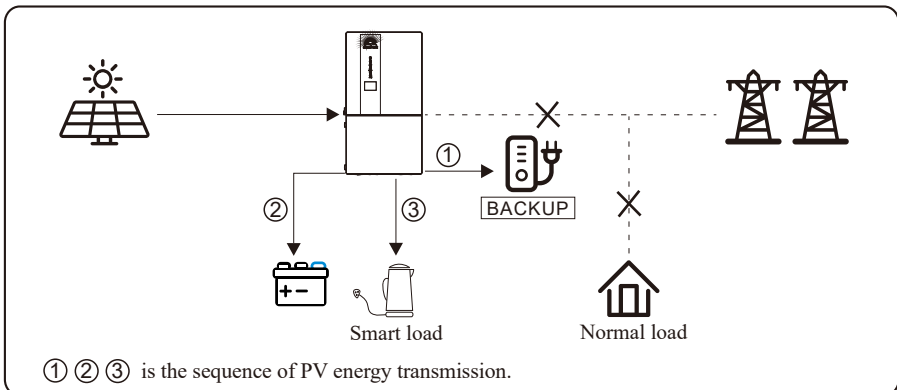 ①
BACKUP
②
③
+-
Smart load
Normal load
① ② ③ is the sequence of PV energy transmission.